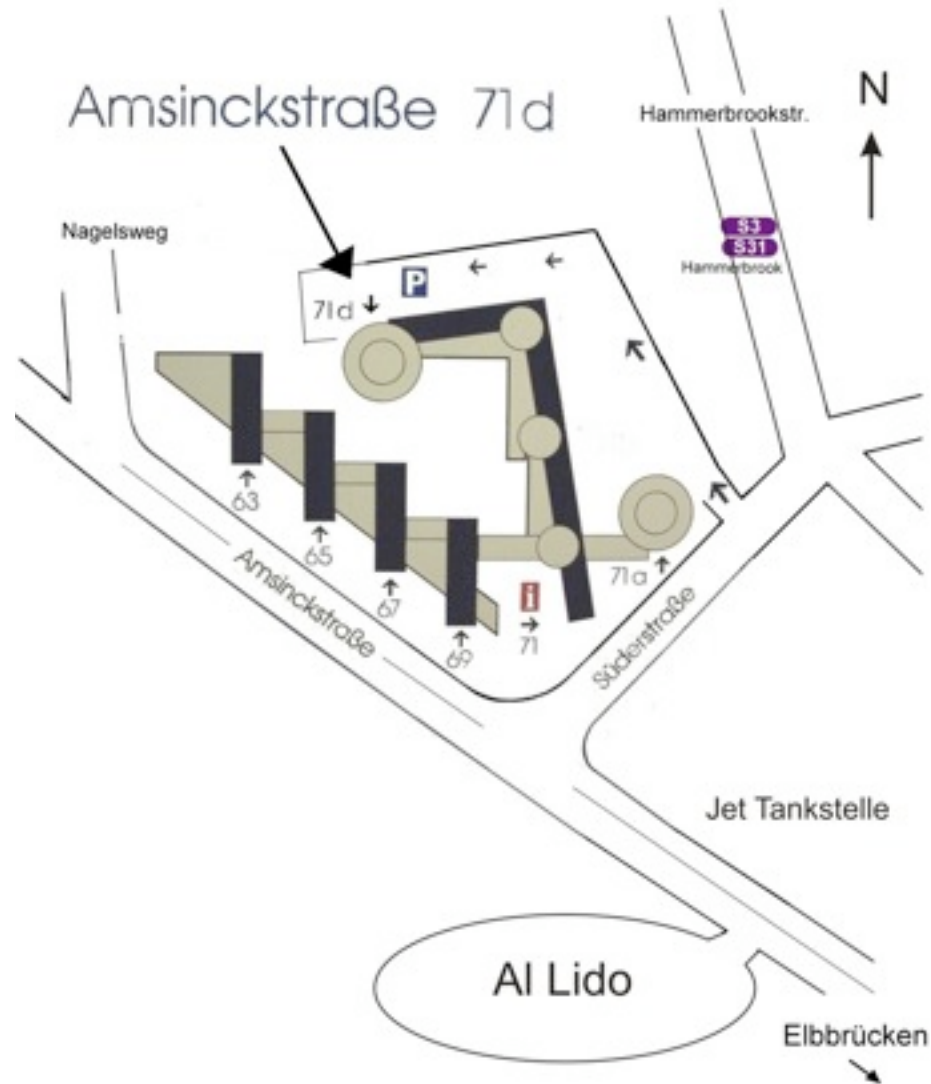 Amsinckstraße 71d
N
Hammerbrookstr.
Nagelsweg
S3
S31
Hammerbrook
P
71d
63
65
67
69
Amsinckstraße
i
71
71a
Süderstraße
Jet Tankstelle
Al Lido
Elbbrücken